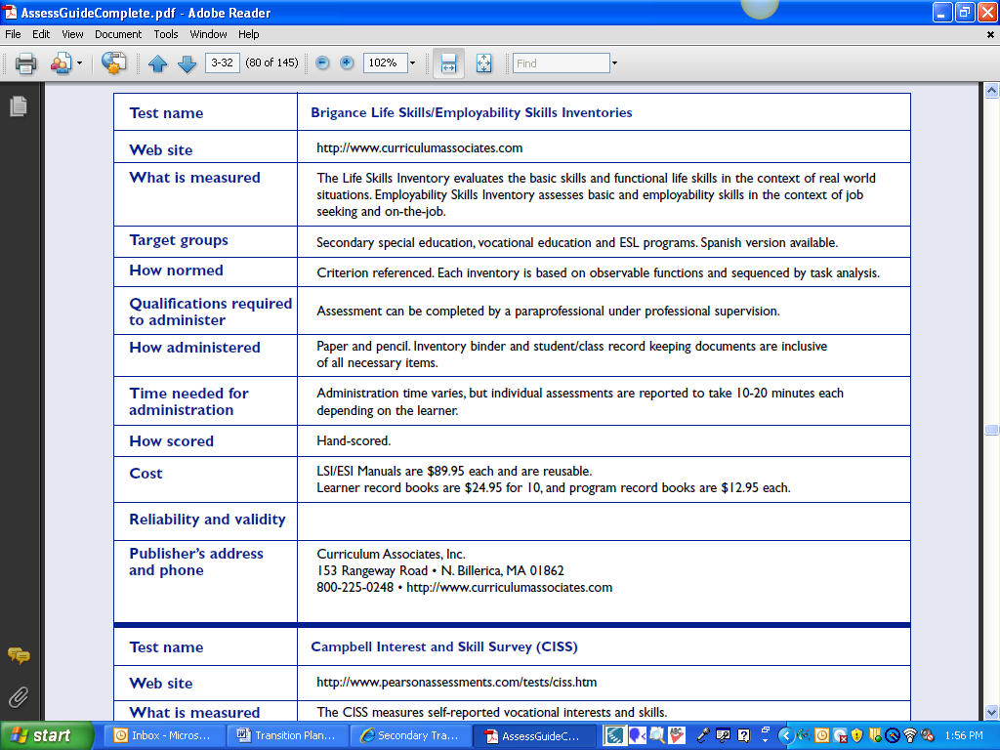 AssessGuideComplete.pdf - Adobe Reader
File Edit View Document Tools Window Help
3-32 (80 of 145) 102% Find
Test name Brigance Life Skills/Employability Skills Inventories
Web site http://www.curriculumassociates.com
What is measured The Life Skills Inventory evaluates the basic skills and functional life skills in the context of real world
situations. Employability Skills Inventory assesses basic and employability skills in the context of job
seeking and on-the-job.
Target groups Secondary special education, vocational education and ESL programs. Spanish version available.
How normed Criterion referenced. Each inventory is based on observable functions and sequenced by task analysis.
Qualifications required
to administer Assessment can be completed by a paraprofessional under professional supervision.
How administered Paper and pencil. Inventory binder and student/class record keeping documents are inclusive
of all necessary items.
Time needed for Administration time varies, but individual assessments are reported to take 10-20 minutes each
administration depending on the learner.
How scored Hand-scored.
Cost LSI/ESI Manuals are $89.95 each and are reusable.
Learner record books are $24.95 for 10, and program record books are $12.95 each.
Reliability and validity
Publisher's address Curriculum Associates, Inc.
and phone 153 Rangeway Road • N. Billerica, MA 01862
800-225-0248 • http://www.curriculumassociates.com
Test name Campbell Interest and Skill Survey (CISS)
Web site http://www.pearsonassessments.com/tests/ciss.htm
What is measured The CISS measures self-reported vocational interests and skills.
start Inbox - Micros... Transition Plan... Secondary Tra... AssessGuideC... 1:56 PM